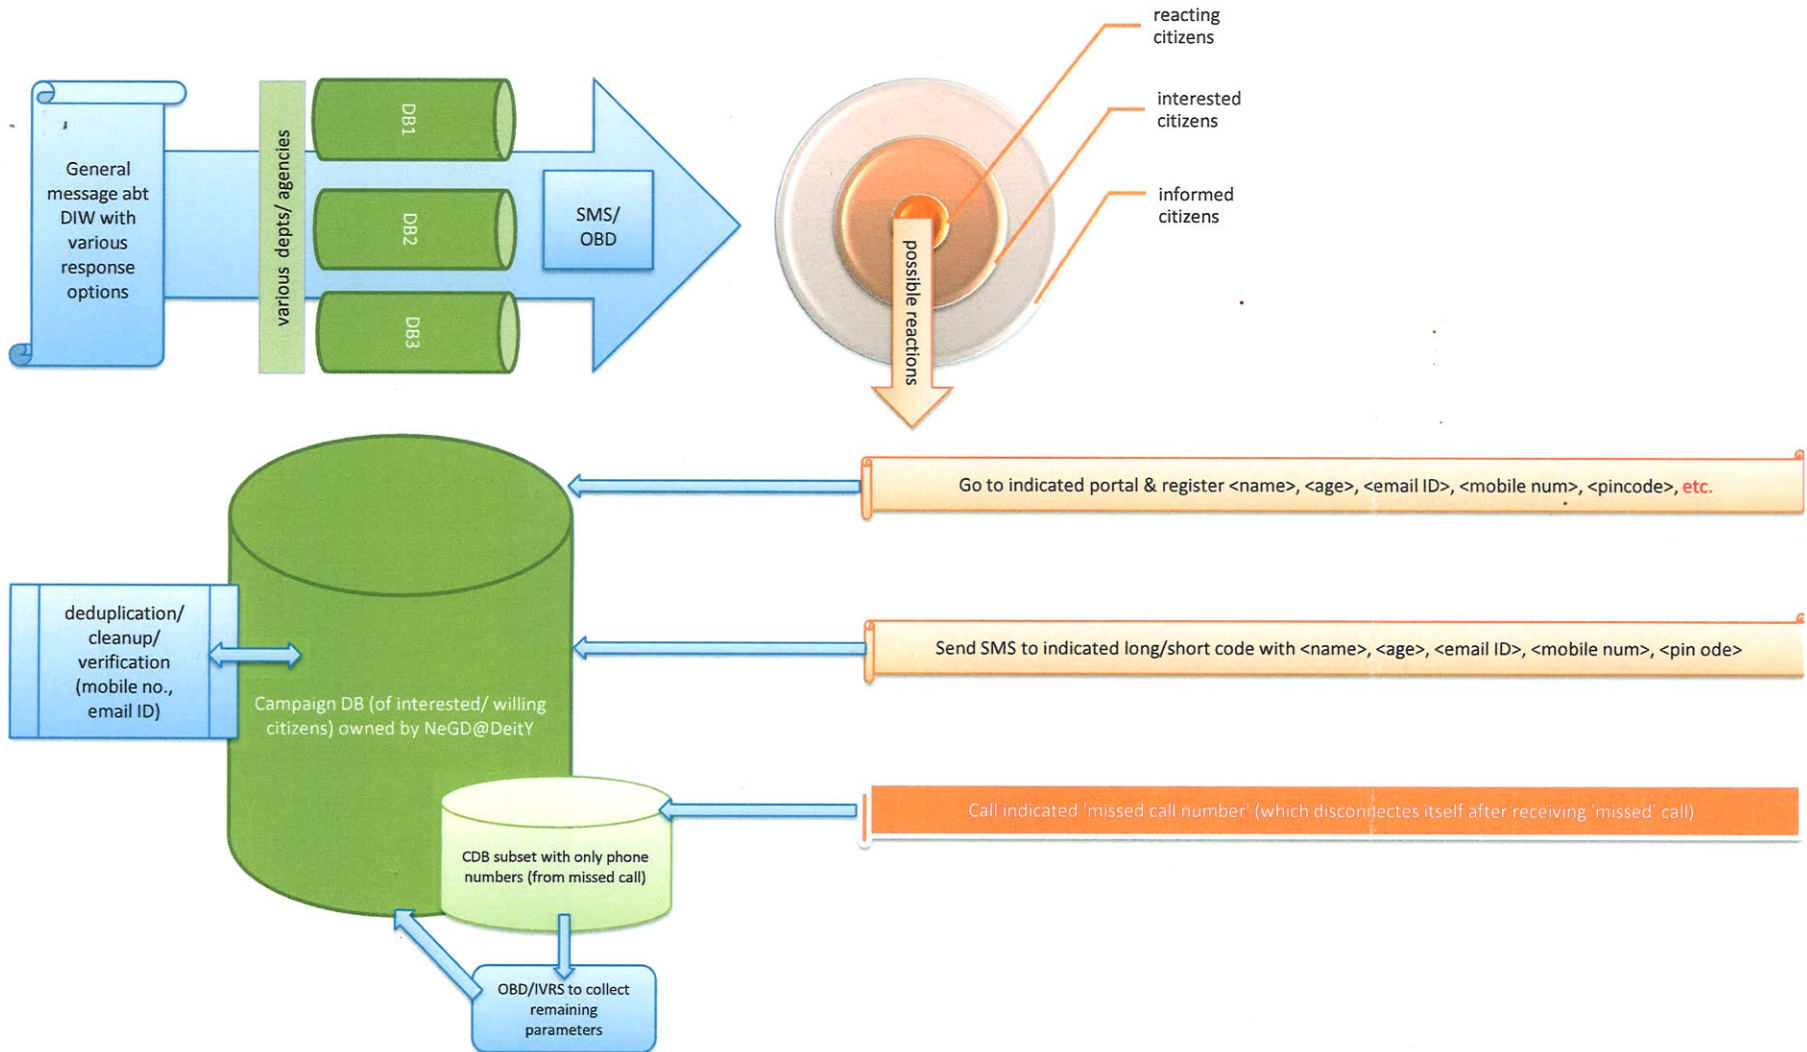 reacting
citizens
interested
citizens
informed
citizens
General
message abt
DIW with
various
response
options
various depts/ agencies
DB1
DB2
DB3
SMS/
OBD
possible reactions
Go to indicated portal & register <name>, <age>, <email ID>, <mobile num>, <pincode>, etc.
Send SMS to indicated long/short code with <name>, <age>, <email ID>, <mobile num>, <pin ode>
Call indicated 'missed call number' (which disconnectes itself after receiving 'missed' call)
deduplication/
cleanup/
verification
(mobile no.,
email ID)
Campaign DB (of interested/ willing
citizens) owned by NeGD@DeitY
CDB subset with only phone
numbers (from missed call)
OBD/IVRS to collect
remaining
parameters